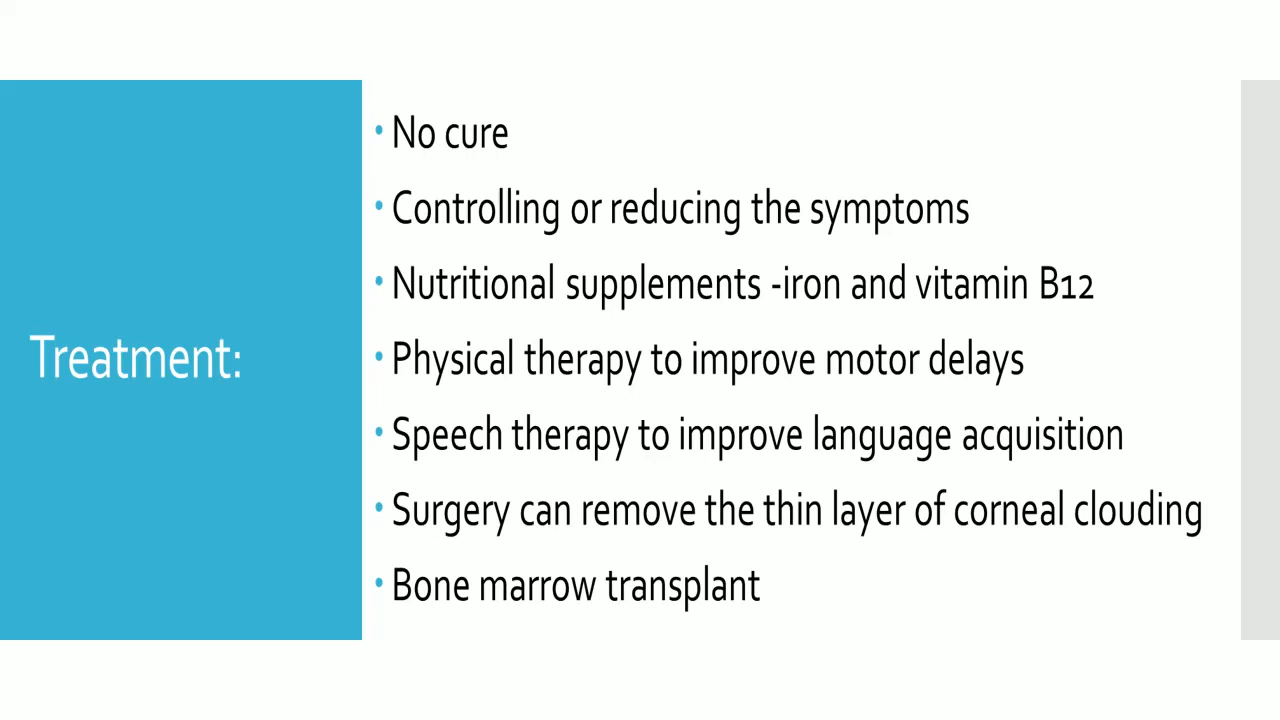 Treatment:
• No cure
• Controlling or reducing the symptoms
• Nutritional supplements -iron and vitamin B12
• Physical therapy to improve motor delays
• Speech therapy to improve language acquisition
• Surgery can remove the thin layer of corneal clouding
• Bone marrow transplant